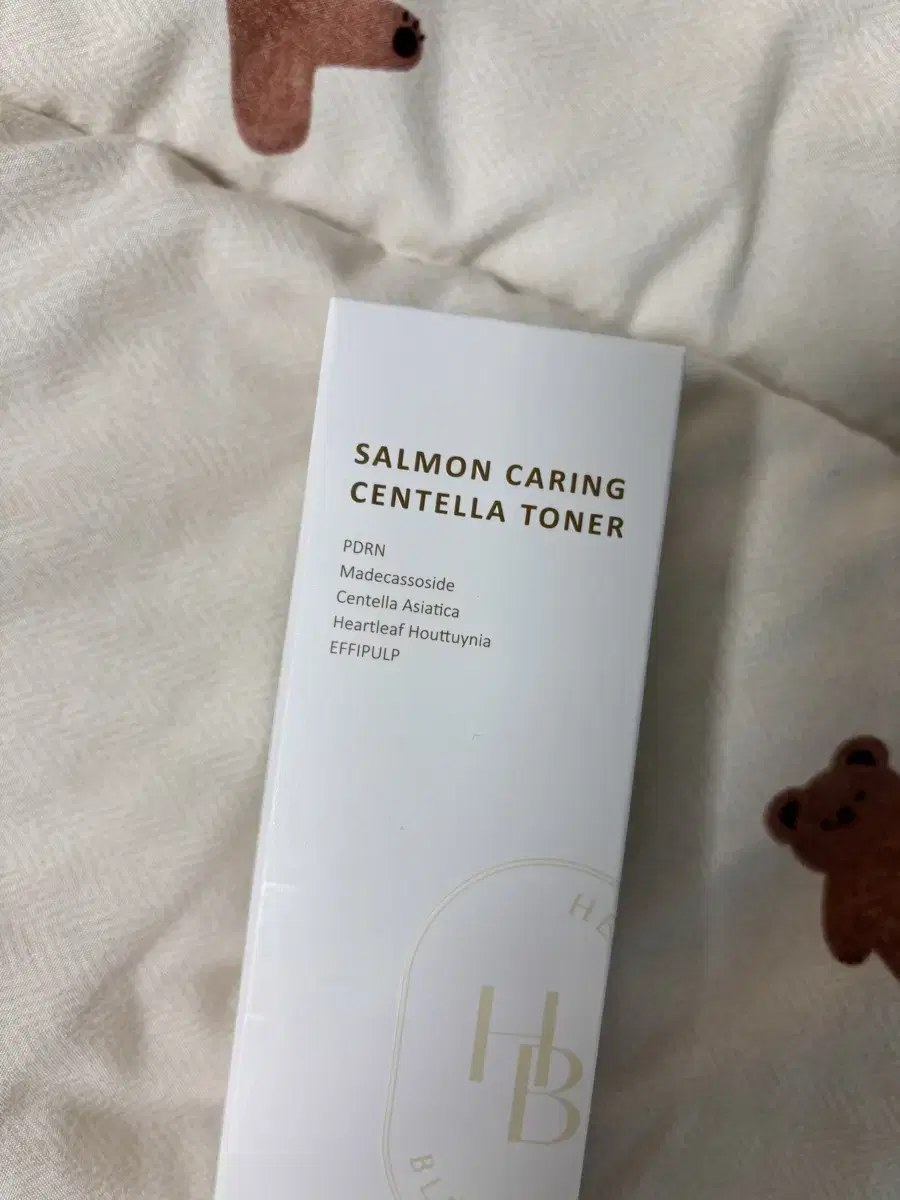 SALMON CARING
CENTELLA TONER
PDRN
Madecassoside
Centella Asiatica
Heartleaf Houttuynia
EFFIPULP
HB